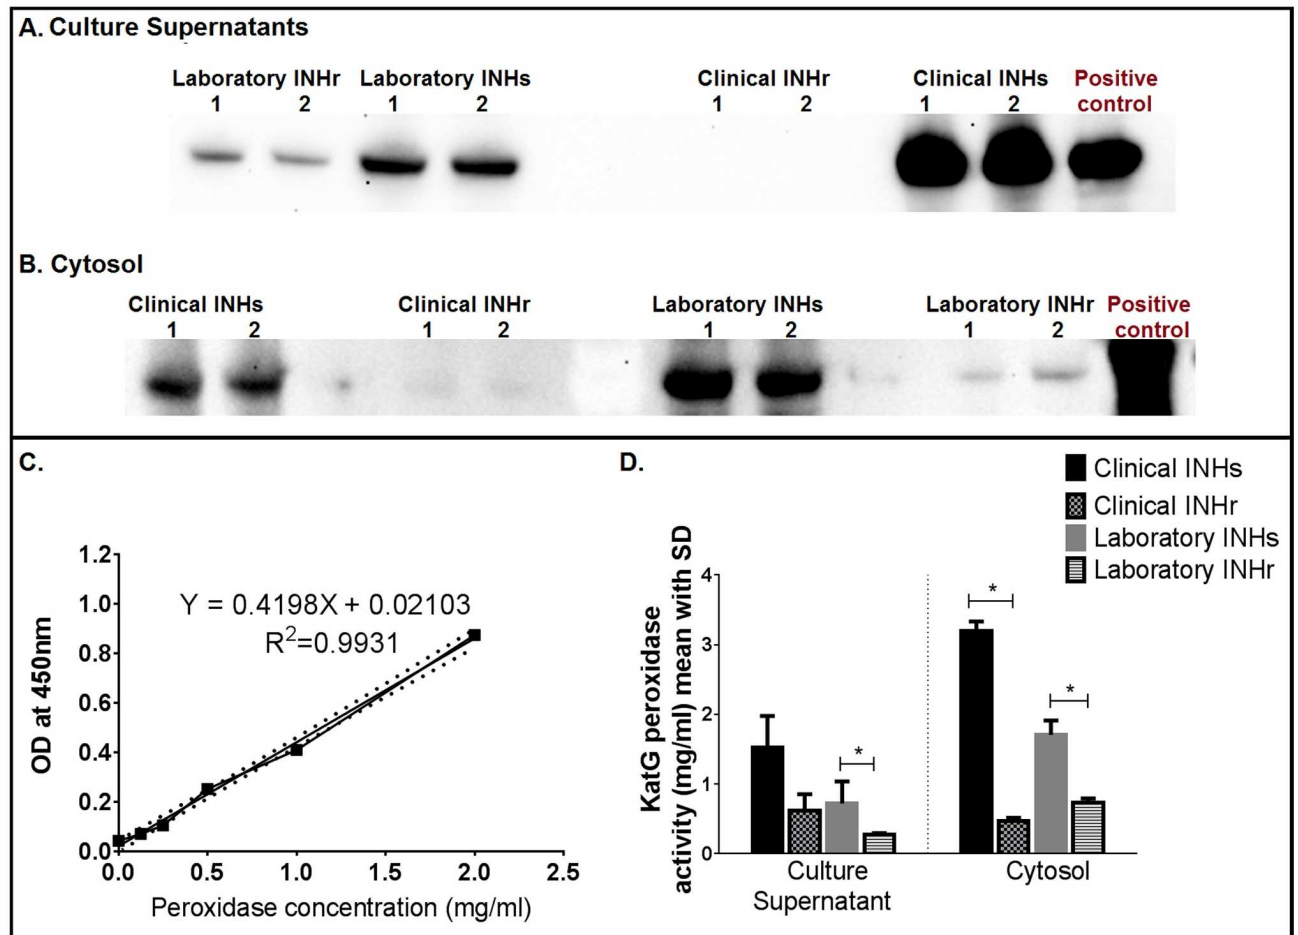 A. Culture Supernatants
Laboratory INHr Laboratory INHs Clinical INHr Clinical INHs Positive
1 2 1 2 1 2 1 2 control
B. Cytosol
Clinical INHs Clinical INHr Laboratory INHs Laboratory INHr Positive
1 2 1 2 1 2 1 2 control
C.
1.2
1.0
0.8
0.6
0.4
0.2
0.0
Y = 0.4198X + 0.02103
R²=0.9931
OD at 450nm
0.0 0.5 1.0 1.5 2.0 2.5
Peroxidase concentration (mg/ml)
D.
Clinical INHs
Clinical INHr
Laboratory INHs
Laboratory INHr
KatG peroxidase
activity (mg/ml) mean with SD
4
3
2
1
0
* * *
Culture
Supernatant
Cytosol